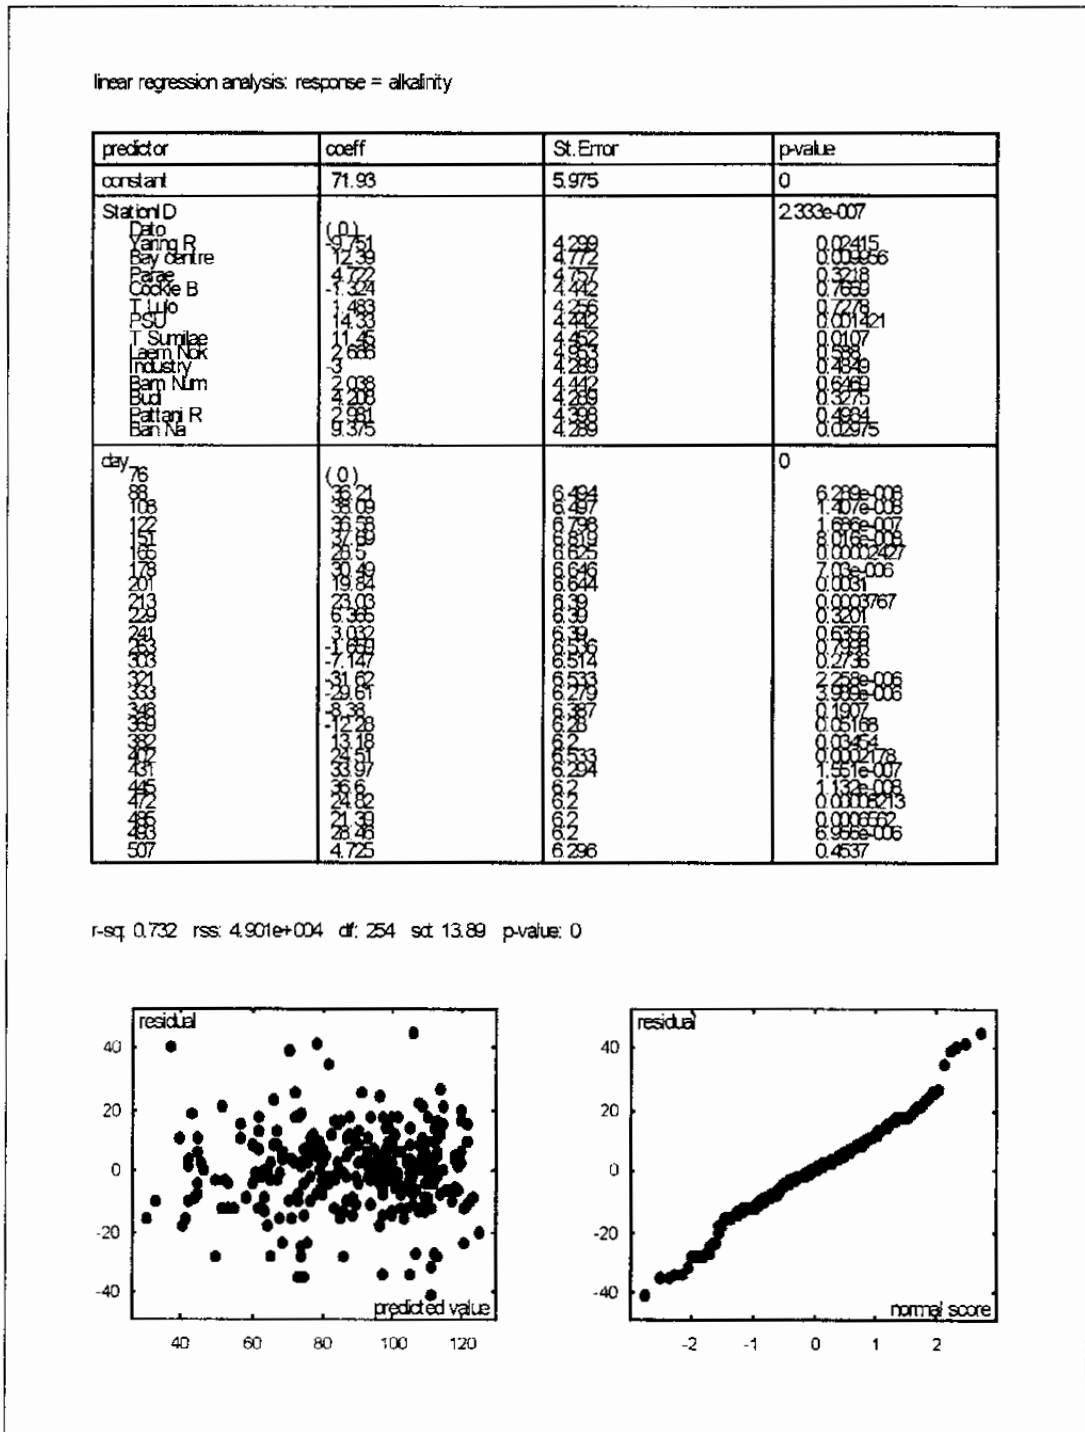 linear regression analysis: response = alkalinity
predictor coeff St.Error p-value
constant 71.93 5.975 0
StationID 2.333e-007
Dato (0)
Yaring R -9.751 4.299 0.02415
Bay centre 12.39 4.772 0.009956
Parae 4.722 4.757 0.3218
Cockle B -1.324 4.442 0.7659
T Lulo 1.483 4.256 0.7278
PSU 14.33 4.442 0.001421
T Sumilae 11.45 4.452 0.0107
Laem Nok 2.686 4.953 0.588
Industry -3 4.289 0.4849
Barn Num 2.038 4.442 0.6469
Budi 4.208 4.289 0.3275
Pattani R 2.981 4.398 0.4984
Ban Na 9.375 4.289 0.02975
day 0
76 (0)
88 36.21 6.494 6.289e-008
108 38.09 6.497 1.407e-008
122 36.58 6.798 1.686e-007
151 37.69 6.819 8.016e-008
165 28.5 6.625 0.00002427
178 30.49 6.646 7.03e-006
201 19.84 6.644 0.0031
213 23.03 6.39 0.0003767
229 6.365 6.39 0.3201
241 3.032 6.39 0.6356
263 -1.659 6.536 0.7998
303 -7.147 6.514 0.2736
321 -31.62 6.533 2.258e-006
333 -29.61 6.279 3.989e-006
348 -8.38 6.387 0.1907
369 -12.28 6.28 0.05168
382 13.18 6.2 0.03454
402 24.51 6.533 0.0002178
431 33.97 6.294 1.551e-007
445 36.6 6.2 1.132e-008
472 24.82 6.2 0.00008213
485 21.39 6.2 0.0006562
493 28.46 6.2 6.966e-006
507 4.725 6.296 0.4537
r-sq: 0.732 rss: 4.901e+004 df: 254 sd: 13.89 p-value: 0
residual
40
20
0
-20
-40
predicted value
40 60 80 100 120
residual
40
20
0
-20
-40
normal score
-2 -1 0 1 2